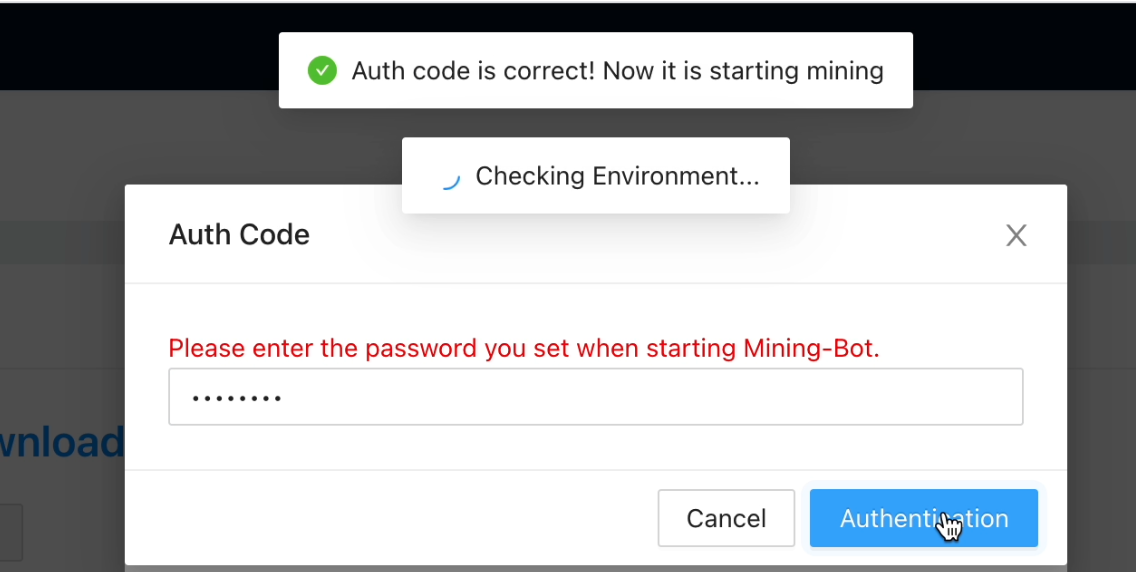 Auth code is correct! Now it is starting mining
Checking Environment...
Auth Code
Please enter the password you set when starting Mining-Bot.
wnload
Cancel
Authentication